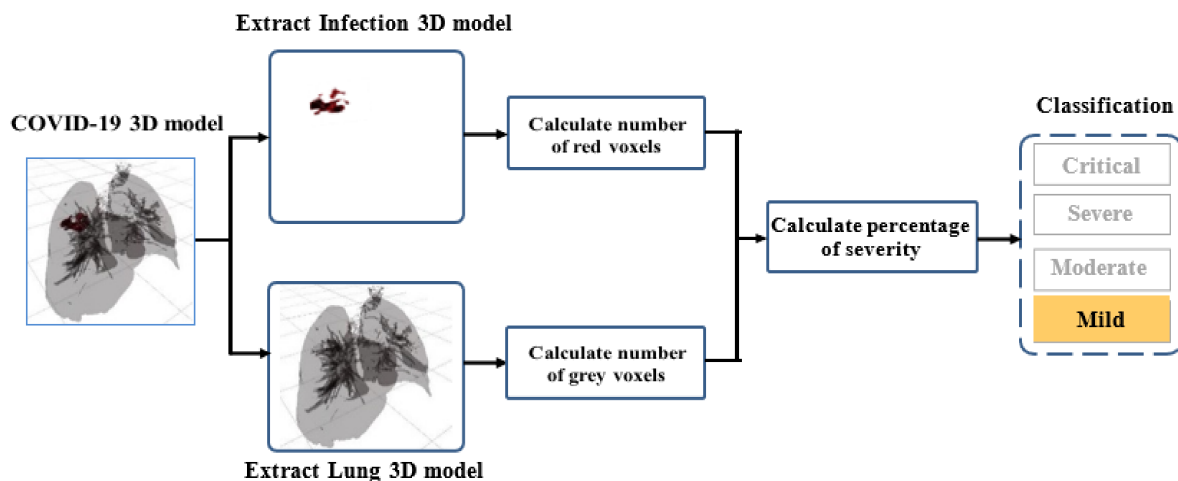 COVID-19 3D model
Extract Infection 3D model
Extract Lung 3D model
Calculate number
of red voxels
Calculate number
of grey voxels
Calculate percentage
of severity
Classification
Critical
Severe
Moderate
Mild